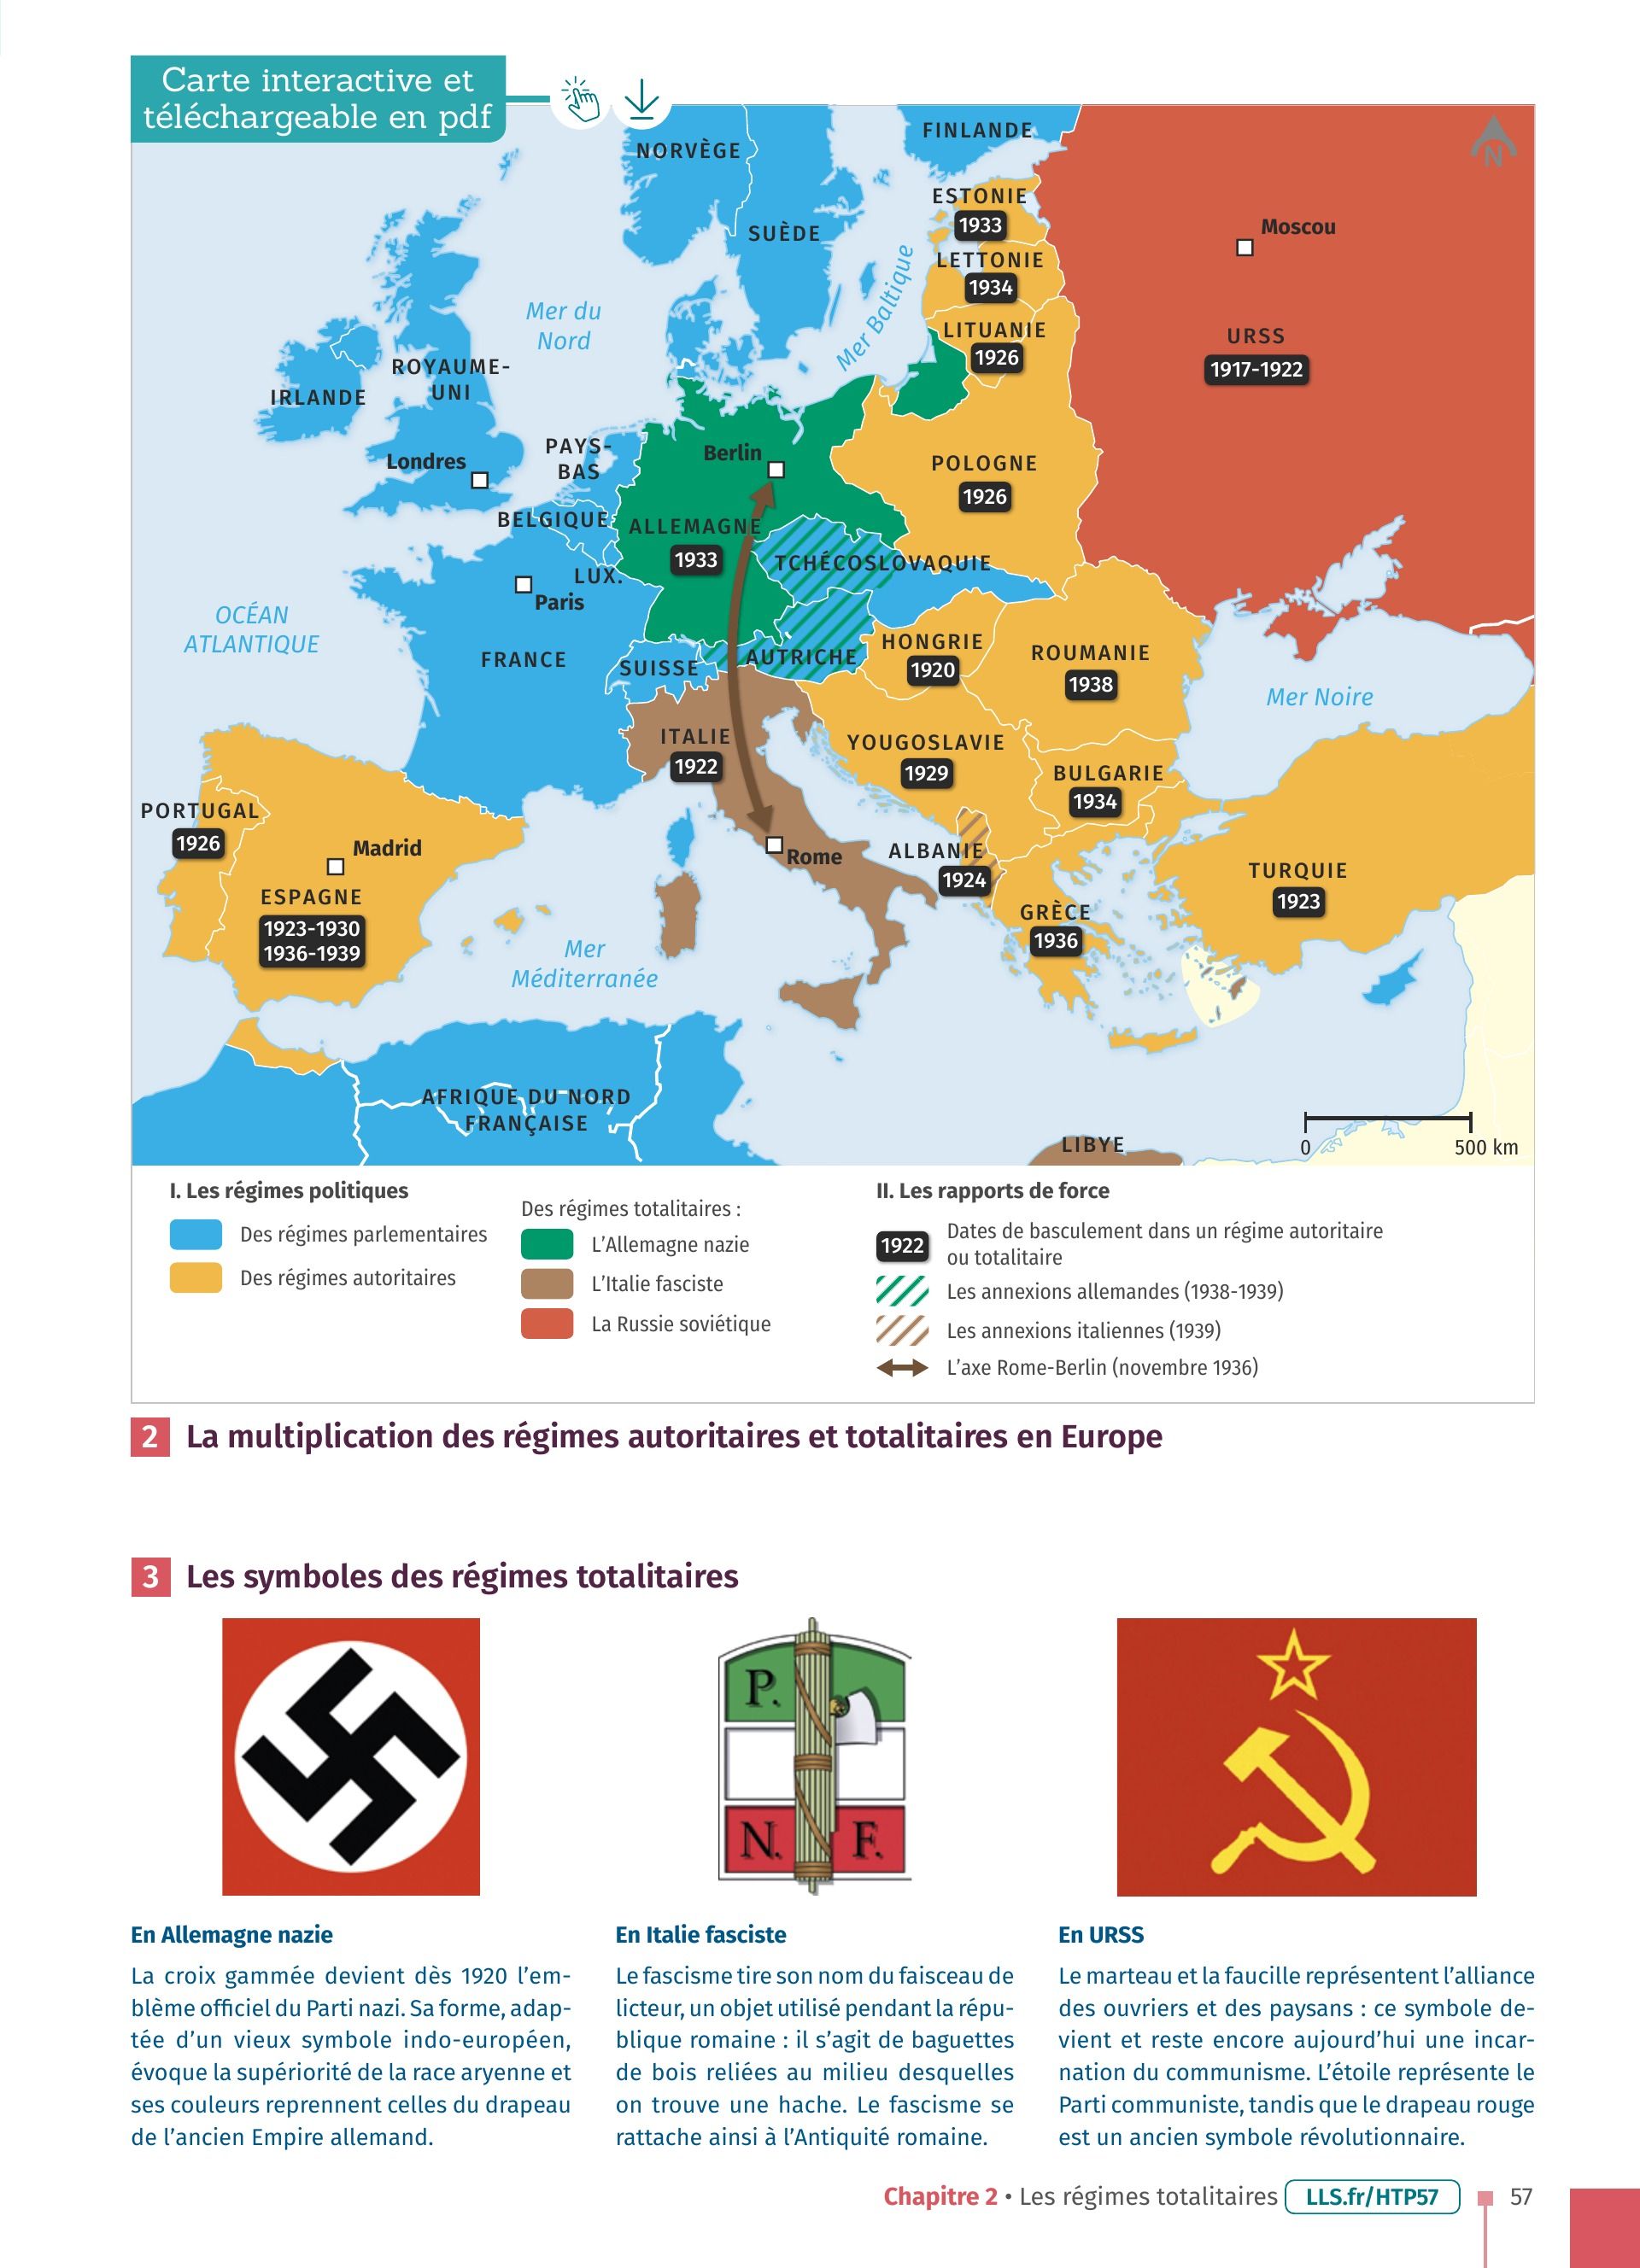 Carte interactive et
téléchargeable en pdf
N
NORVÈGE
FINLANDE
SUÈDE
ESTONIE
1933
LETTONIE
1934
LITUANIE
1926
Moscou
URSS
1917-1922
Mer du
Nord
Mer Baltique
ROYAUME-
UNI
IRLANDE
Londres
PAYS-
BAS
BELGIQUE
Berlin
ALLEMAGNE
1933
POLOGNE
1926
TCHÉCOSLOVAQUIE
LUX.
Paris
OCÉAN
ATLANTIQUE
FRANCE
SUISSE
AUTRICHE
HONGRIE
1920
ROUMANIE
1938
Mer Noire
ITALIE
1922
YOUGOSLAVIE
1929
BULGARIE
1934
PORTUGAL
1926
Madrid
ESPAGNE
1923-1930
1936-1939
Rome
ALBANIE
1924
GRÈCE
1936
TURQUIE
1923
Mer
Méditerranée
AFRIQUE DU NORD
FRANÇAISE
LIBYE
0 500 km
I. Les régimes politiques
Des régimes parlementaires
Des régimes autoritaires
Des régimes totalitaires :
L’Allemagne nazie
L’Italie fasciste
La Russie soviétique
II. Les rapports de force
1922 Dates de basculement dans un régime autoritaire
ou totalitaire
Les annexions allemandes (1938-1939)
Les annexions italiennes (1939)
L’axe Rome-Berlin (novembre 1936)
2 La multiplication des régimes autoritaires et totalitaires en Europe
3 Les symboles des régimes totalitaires
P.
N. F.
En Allemagne nazie
La croix gammée devient dès 1920 l’em-
blème officiel du Parti nazi. Sa forme, adap-
tée d’un vieux symbole indo-européen,
évoque la supériorité de la race aryenne et
ses couleurs reprennent celles du drapeau
de l’ancien Empire allemand.
En Italie fasciste
Le fascisme tire son nom du faisceau de
licteur, un objet utilisé pendant la répu-
blique romaine : il s’agit de baguettes
de bois reliées au milieu desquelles
on trouve une hache. Le fascisme se
rattache ainsi à l’Antiquité romaine.
En URSS
Le marteau et la faucille représentent l’alliance
des ouvriers et des paysans : ce symbole de-
vient et reste encore aujourd’hui une incar-
nation du communisme. L’étoile représente le
Parti communiste, tandis que le drapeau rouge
est un ancien symbole révolutionnaire.
Chapitre 2 • Les régimes totalitaires LLS.fr/HTP57 57